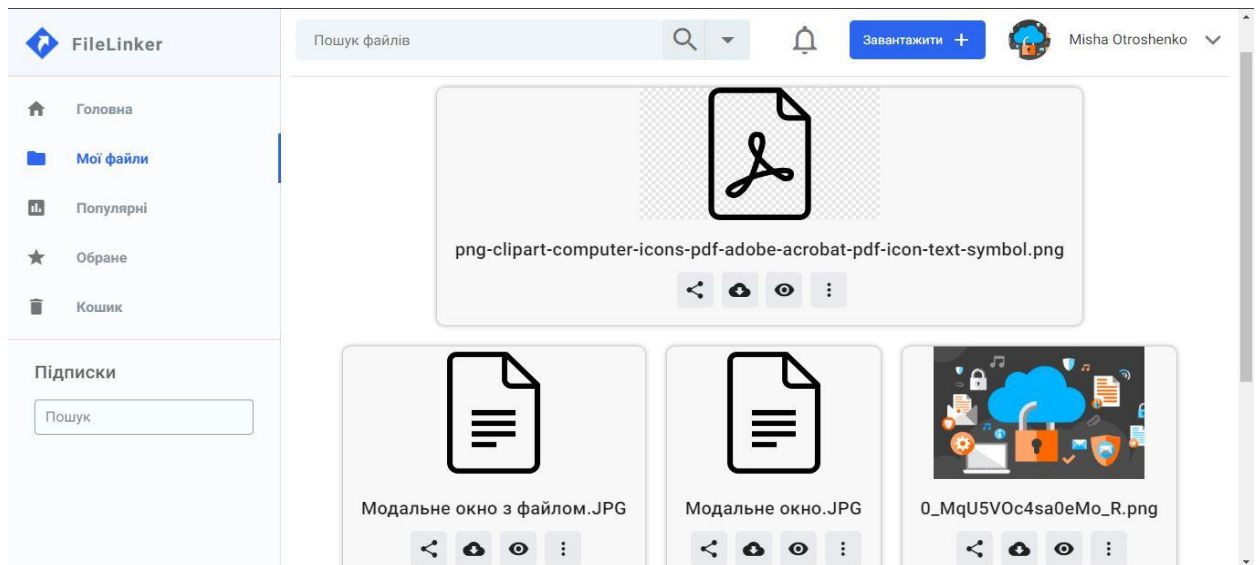 FileLinker
Пошук файлів
Завантажити +
Misha Otroshenko
Головна
Мої файли
Популярні
Обране
Кошик
Підписки
Пошук
png-clipart-computer-icons-pdf-adobe-acrobat-pdf-icon-text-symbol.png
Модальне окно з файлом.JPG
Модальне окно.JPG
0_MqU5VOc4sa0eMo_R.png